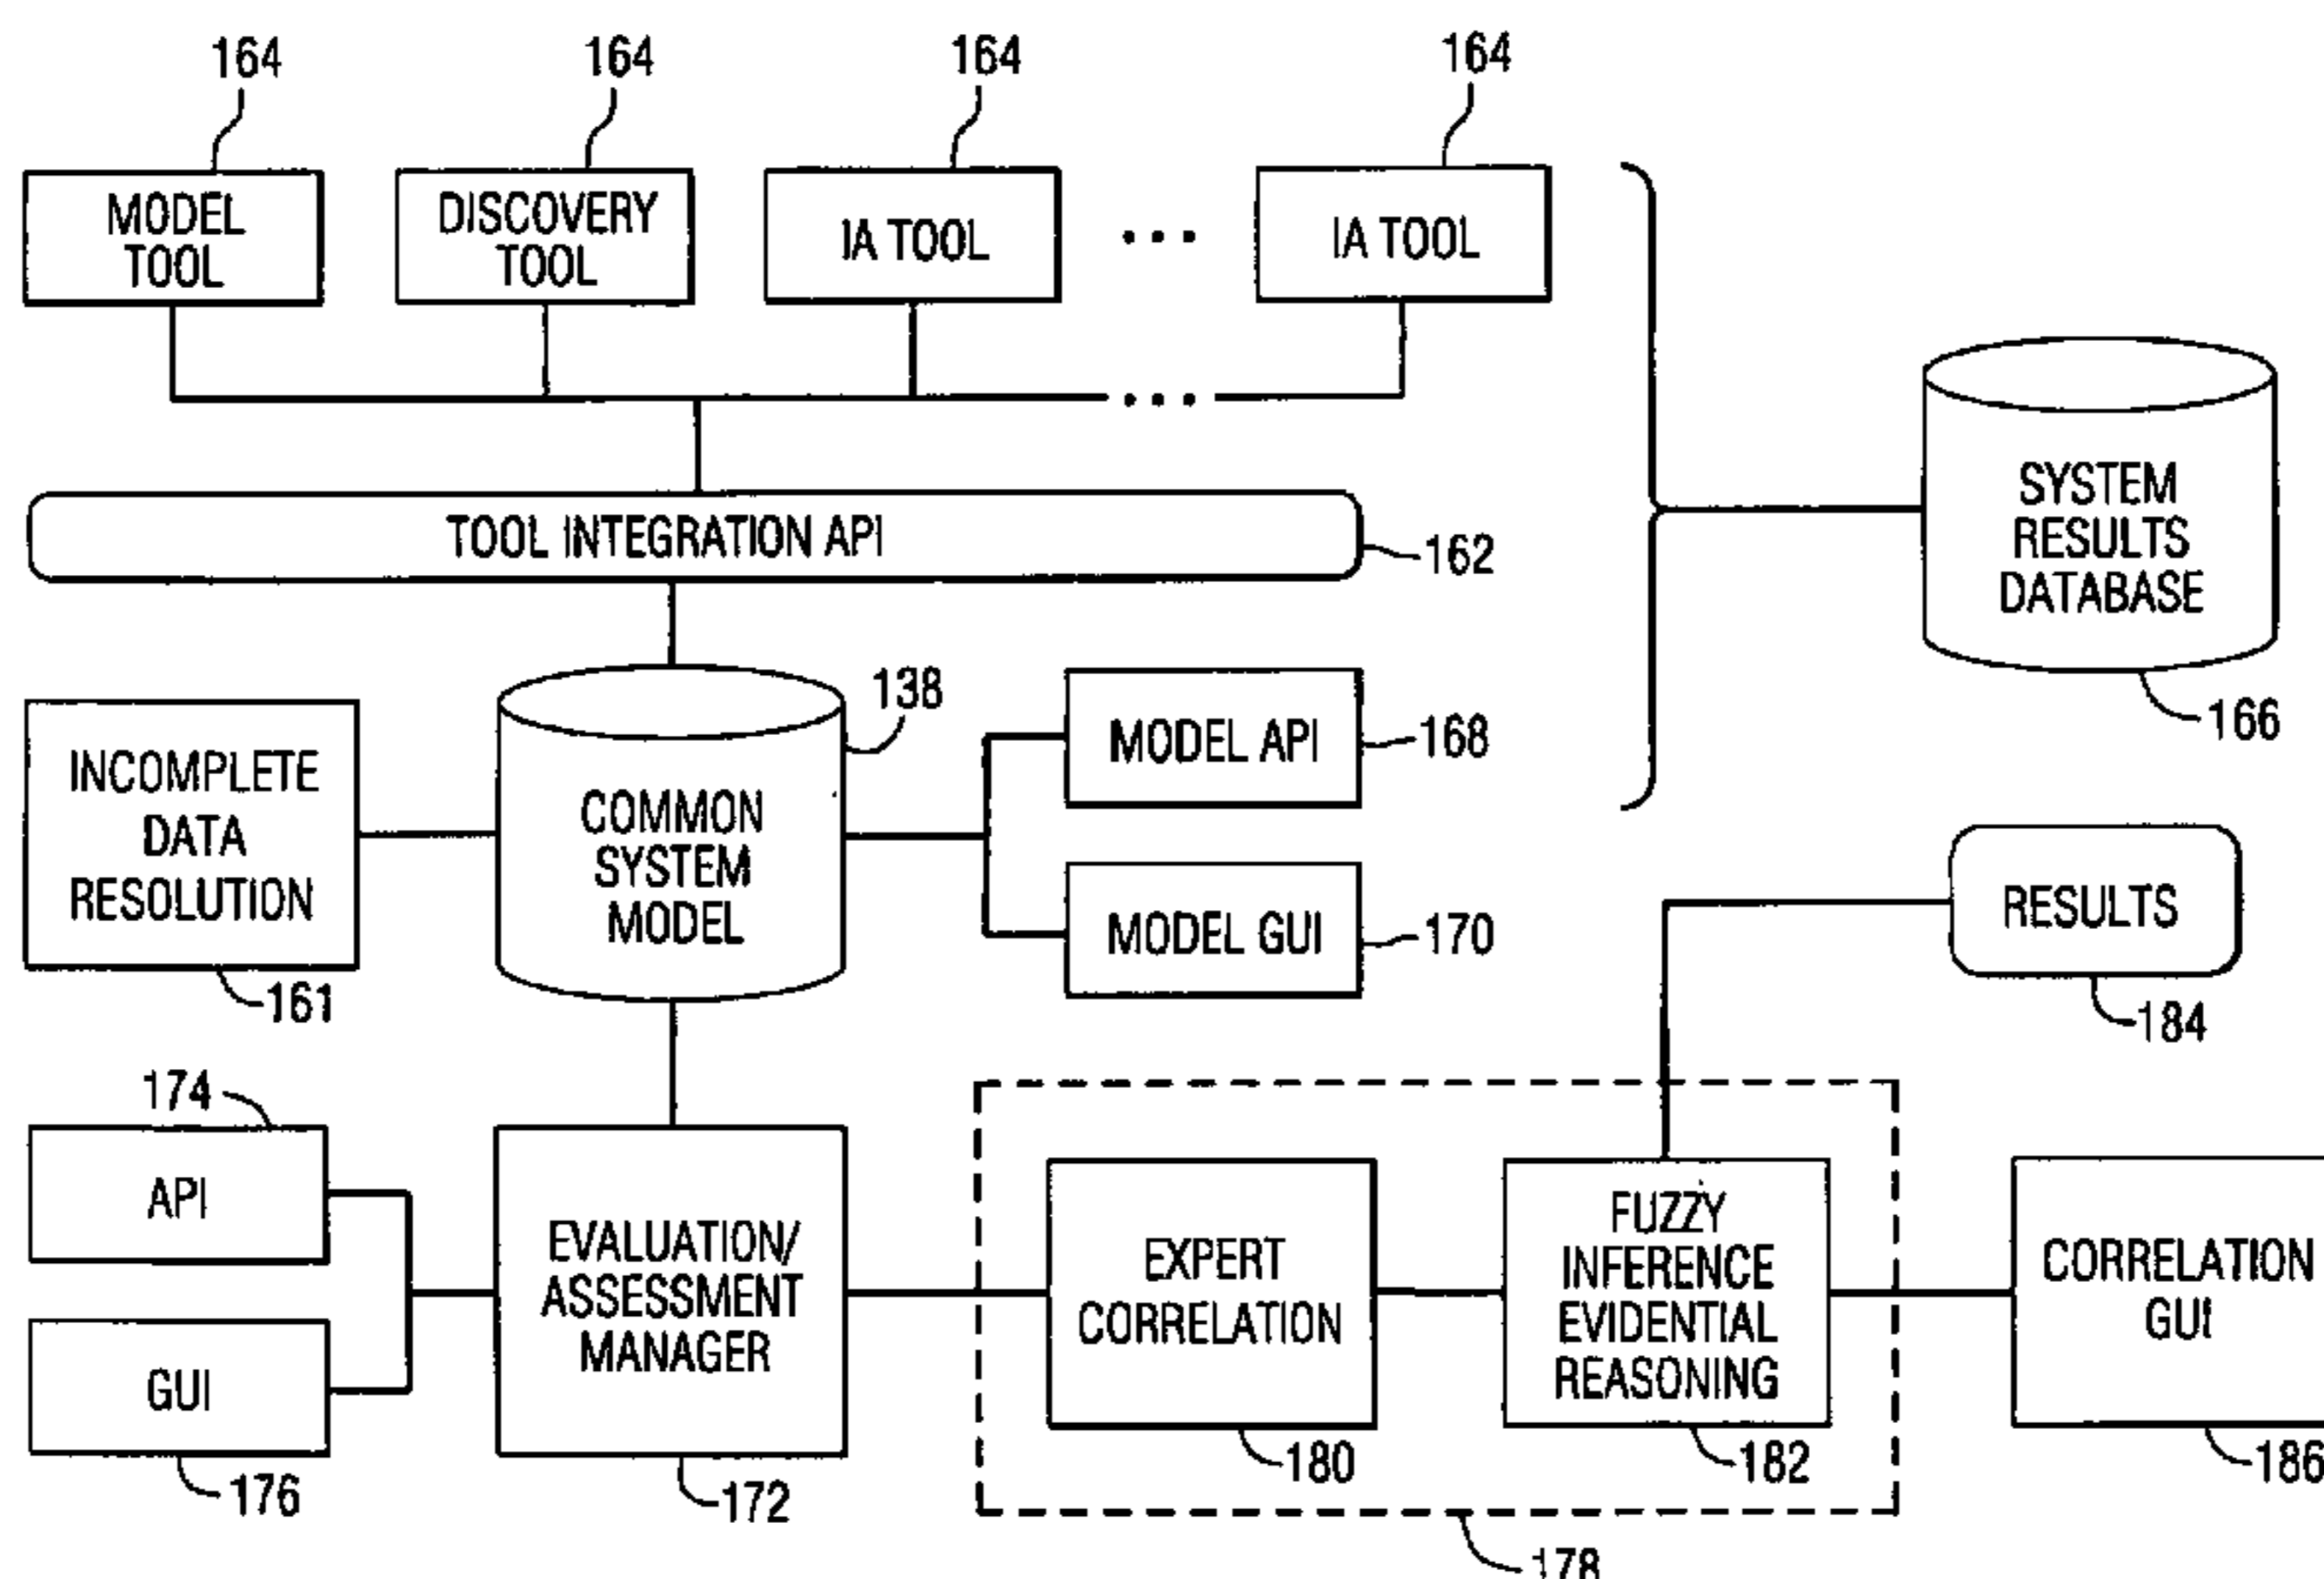 164
164
164
164
MODEL
TOOL
DISCOVERY
TOOL
IA TOOL
• • •
IA TOOL
• • •
TOOL INTEGRATION API
162
SYSTEM
RESULTS
DATABASE
166
INCOMPLETE
DATA
RESOLUTION
161
138
COMMON
SYSTEM
MODEL
MODEL API
168
MODEL GUI
170
RESULTS
184
174
API
GUI
176
EVALUATION/
ASSESSMENT
MANAGER
172
EXPERT
CORRELATION
180
FUZZY
INFERENCE
EVIDENTIAL
REASONING
182
CORRELATION
GUI
186
178